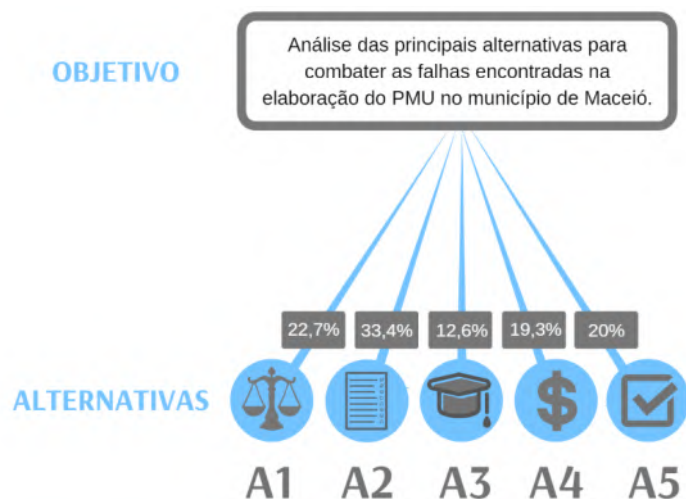 OBJETIVO
Análise das principais alternativas para
combater as falhas encontradas na
elaboração do PMU no município de Maceió.
22,7% 33,4% 12,6% 19,3% 20%
ALTERNATIVAS
$
A1 A2 A3 A4 A5